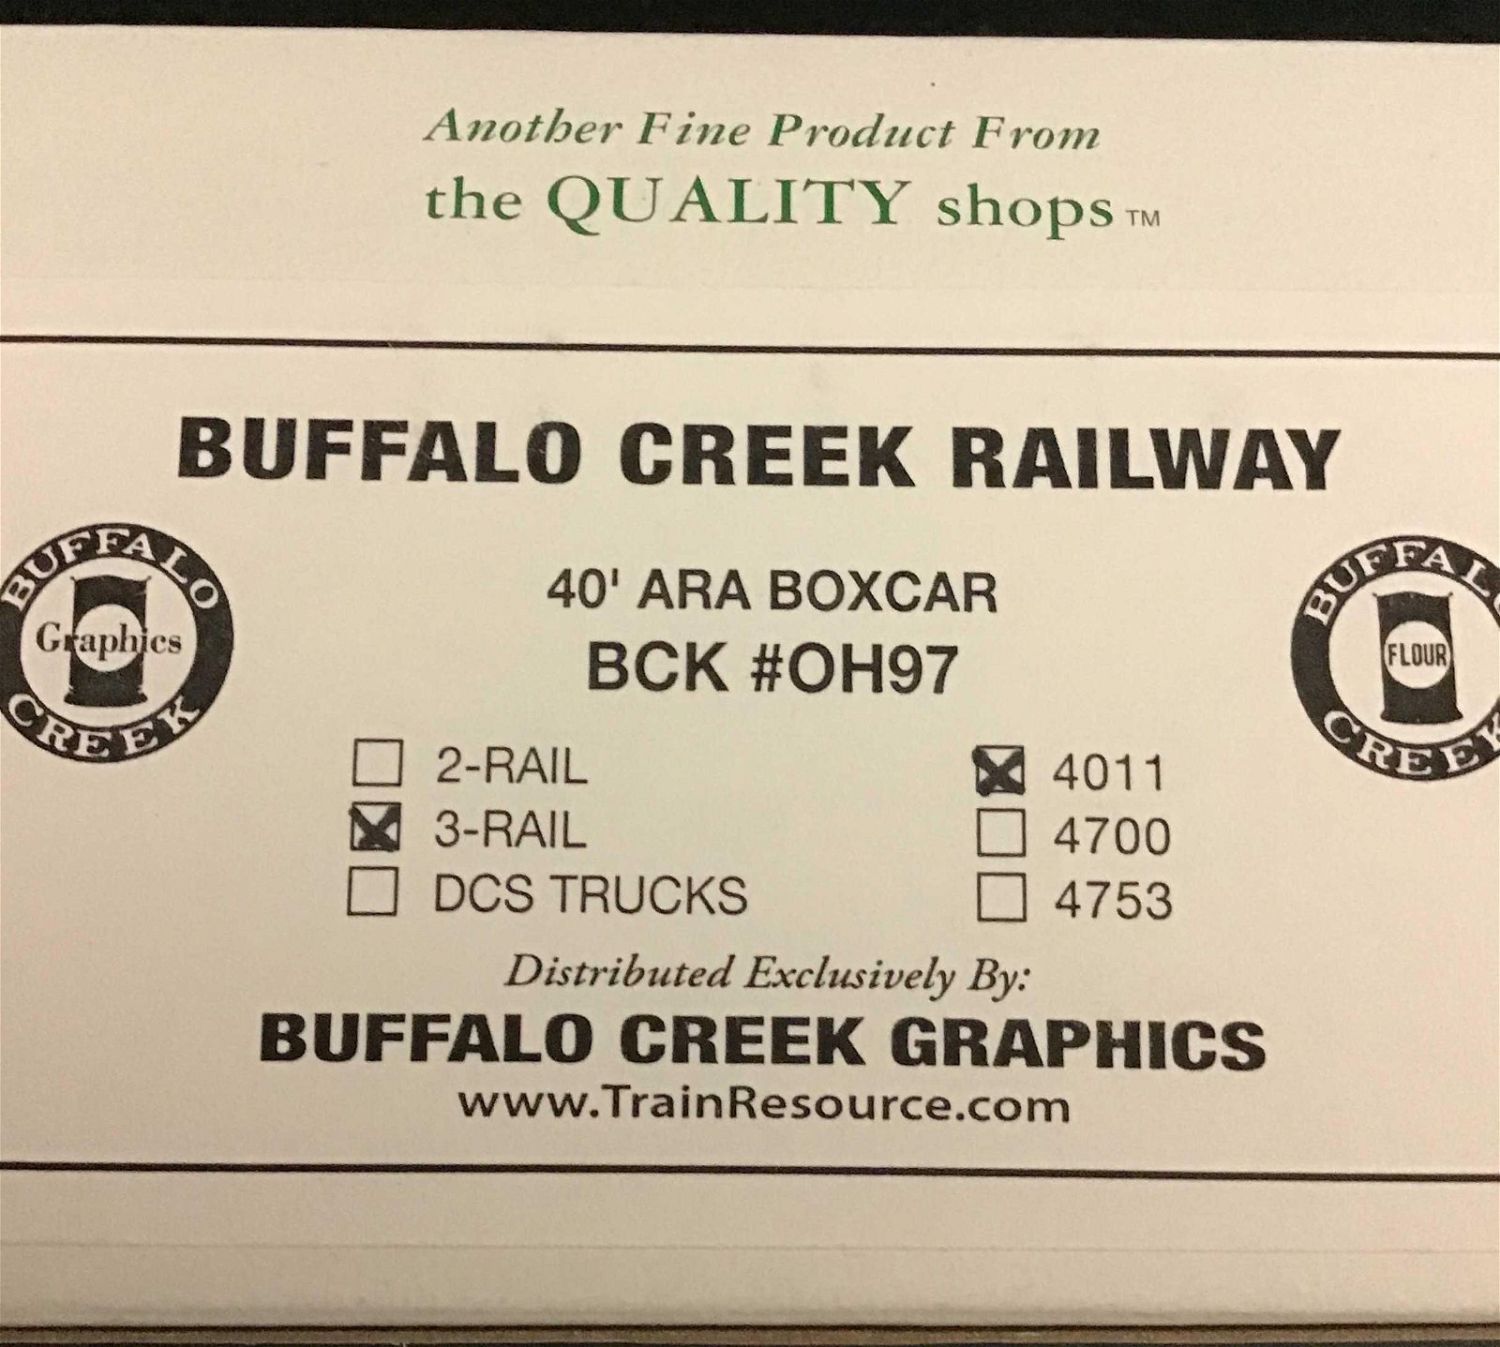 Another Fine Product From
the QUALITY shops TM
BUFFALO CREEK RAILWAY
BUFFALO
Graphics
CREEK
BUFFALO
FLOUR
CREEK
40' ARA BOXCAR
BCK #OH97
2-RAIL
4011
3-RAIL
4700
DCS TRUCKS
4753
Distributed Exclusively By:
BUFFALO CREEK GRAPHICS
www.TrainResource.com